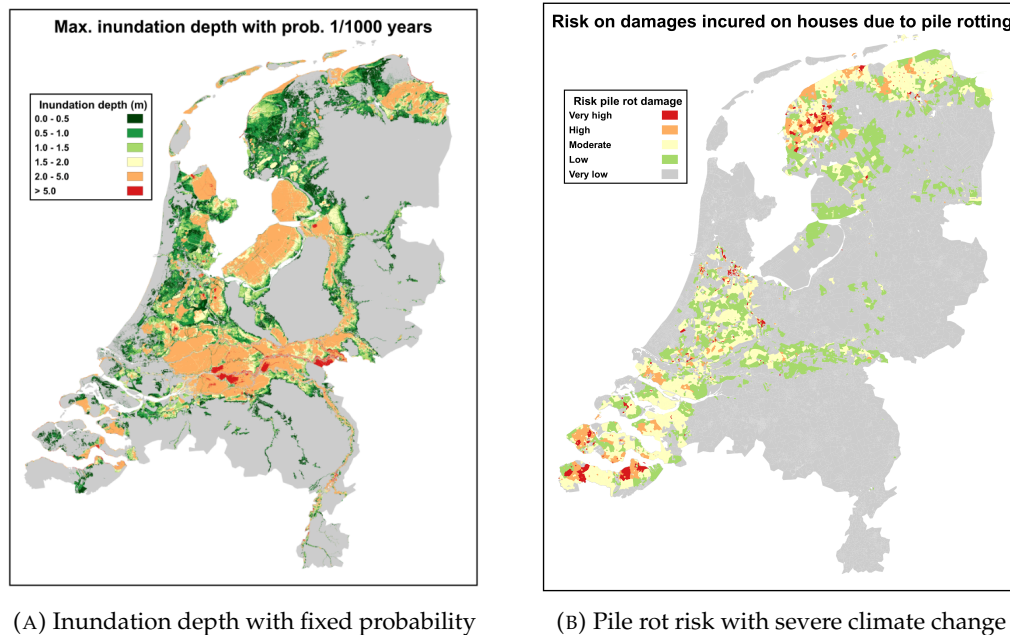 Max. inundation depth with prob. 1/1000 years
Inundation depth (m)
0.0 - 0.5
0.5 - 1.0
1.0 - 1.5
1.5 - 2.0
2.0 - 5.0
> 5.0
(A) Inundation depth with fixed probability
Risk on damages incured on houses due to pile rotting
Risk pile rot damage
Very high
High
Moderate
Low
Very low
(B) Pile rot risk with severe climate change